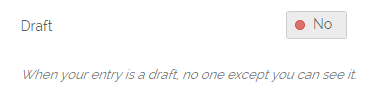 Draft No
When your entry is a draft, no one except you can see it.